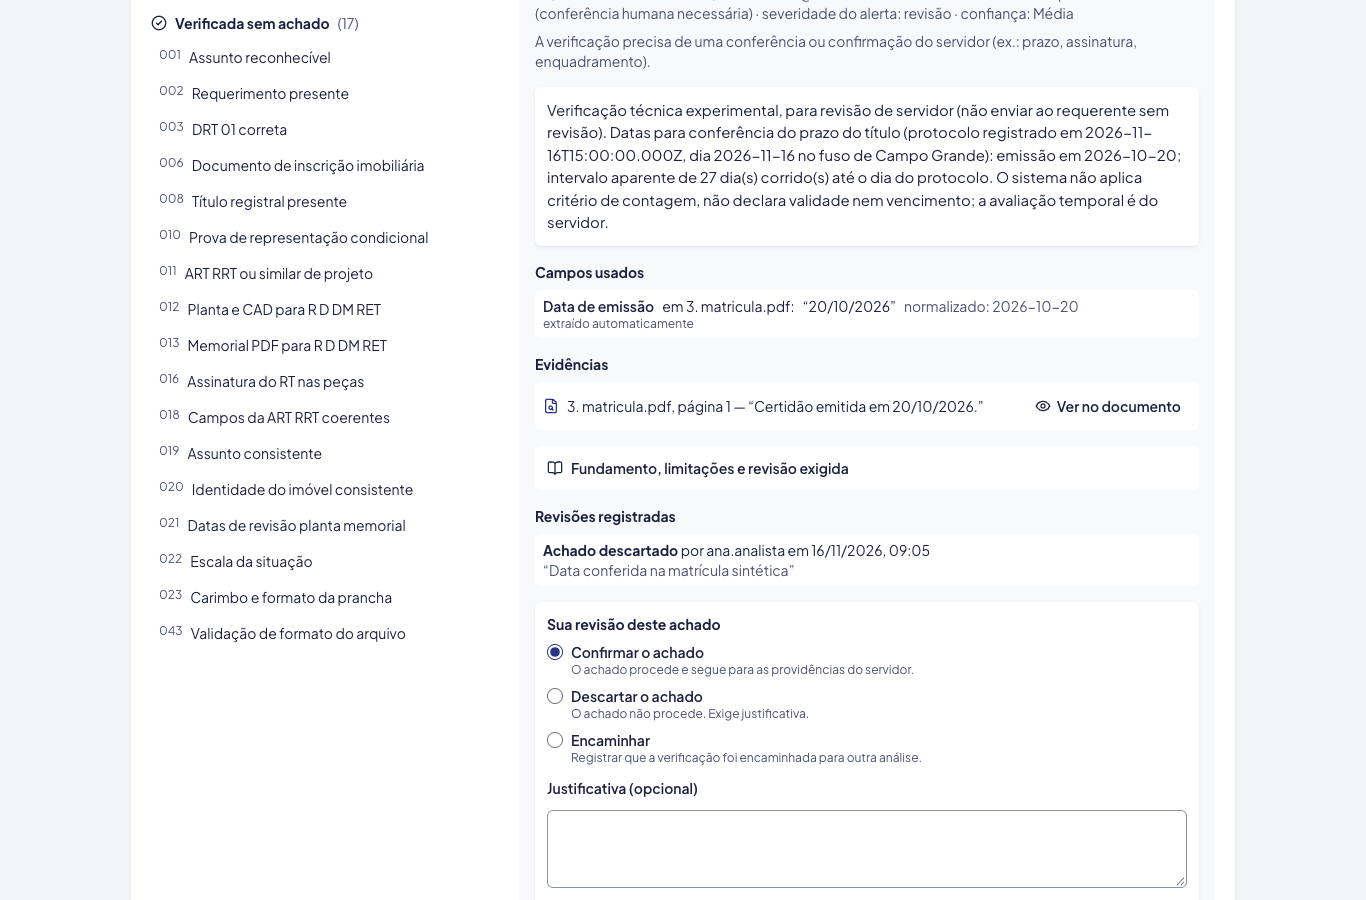 Verificada sem achado (17)
001 Assunto reconhecível
002 Requerimento presente
003 DRT 01 correta
006 Documento de inscrição imobiliária
008 Título registral presente
010 Prova de representação condicional
011 ART RRT ou similar de projeto
012 Planta e CAD para R D DM RET
013 Memorial PDF para R D DM RET
016 Assinatura do RT nas peças
018 Campos da ART RRT coerentes
019 Assunto consistente
020 Identidade do imóvel consistente
021 Datas de revisão planta memorial
022 Escala da situação
023 Carimbo e formato da prancha
043 Validação de formato do arquivo
(conferência humana necessária) · severidade do alerta: revisão · confiança: Média
A verificação precisa de uma conferência ou confirmação do servidor (ex.: prazo, assinatura,
enquadramento).
Verificação técnica experimental, para revisão de servidor (não enviar ao requerente sem
revisão). Datas para conferência do prazo do título (protocolo registrado em 2026-11-
16T15:00:00.000Z, dia 2026-11-16 no fuso de Campo Grande): emissão em 2026-10-20;
intervalo aparente de 27 dia(s) corrido(s) até o dia do protocolo. O sistema não aplica
critério de contagem, não declara validade nem vencimento; a avaliação temporal é do
servidor.
Campos usados
Data de emissão em 3. matricula.pdf: “20/10/2026” normalizado: 2026-10-20
extraído automaticamente
Evidências
3. matricula.pdf, página 1 — “Certidão emitida em 20/10/2026.” Ver no documento
Fundamento, limitações e revisão exigida
Revisões registradas
Achado descartado por ana.analista em 16/11/2026, 09:05
“Data conferida na matrícula sintética”
Sua revisão deste achado
Confirmar o achado
O achado procede e segue para as providências do servidor.
Descartar o achado
O achado não procede. Exige justificativa.
Encaminhar
Registrar que a verificação foi encaminhada para outra análise.
Justificativa (opcional)